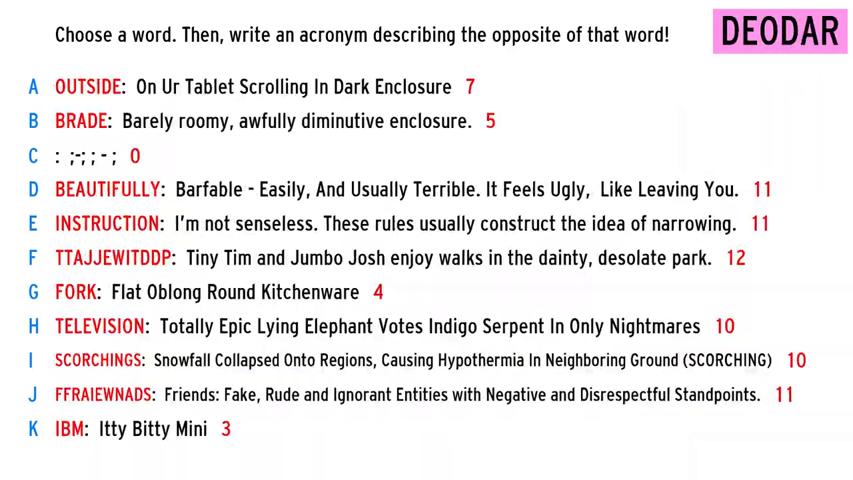 Choose a word. Then, write an acronym describing the opposite of that word!
DEODAR
A OUTSIDE: On Ur Tablet Scrolling In Dark Enclosure 7
B BRADE: Barely roomy, awfully diminutive enclosure. 5
C : ;-; ; - ; 0
D BEAUTIFULLY: Barfable - Easily, And Usually Terrible. It Feels Ugly, Like Leaving You. 11
E INSTRUCTION: I'm not senseless. These rules usually construct the idea of narrowing. 11
F TTAJJEWITDDP: Tiny Tim and Jumbo Josh enjoy walks in the dainty, desolate park. 12
G FORK: Flat Oblong Round Kitchenware 4
H TELEVISION: Totally Epic Lying Elephant Votes Indigo Serpent In Only Nightmares 10
I SCORCHINGS: Snowfall Collapsed Onto Regions, Causing Hypothermia In Neighboring Ground (SCORCHING) 10
J FFRAIEWNADS: Friends: Fake, Rude and Ignorant Entities with Negative and Disrespectful Standpoints. 11
K IBM: Itty Bitty Mini 3